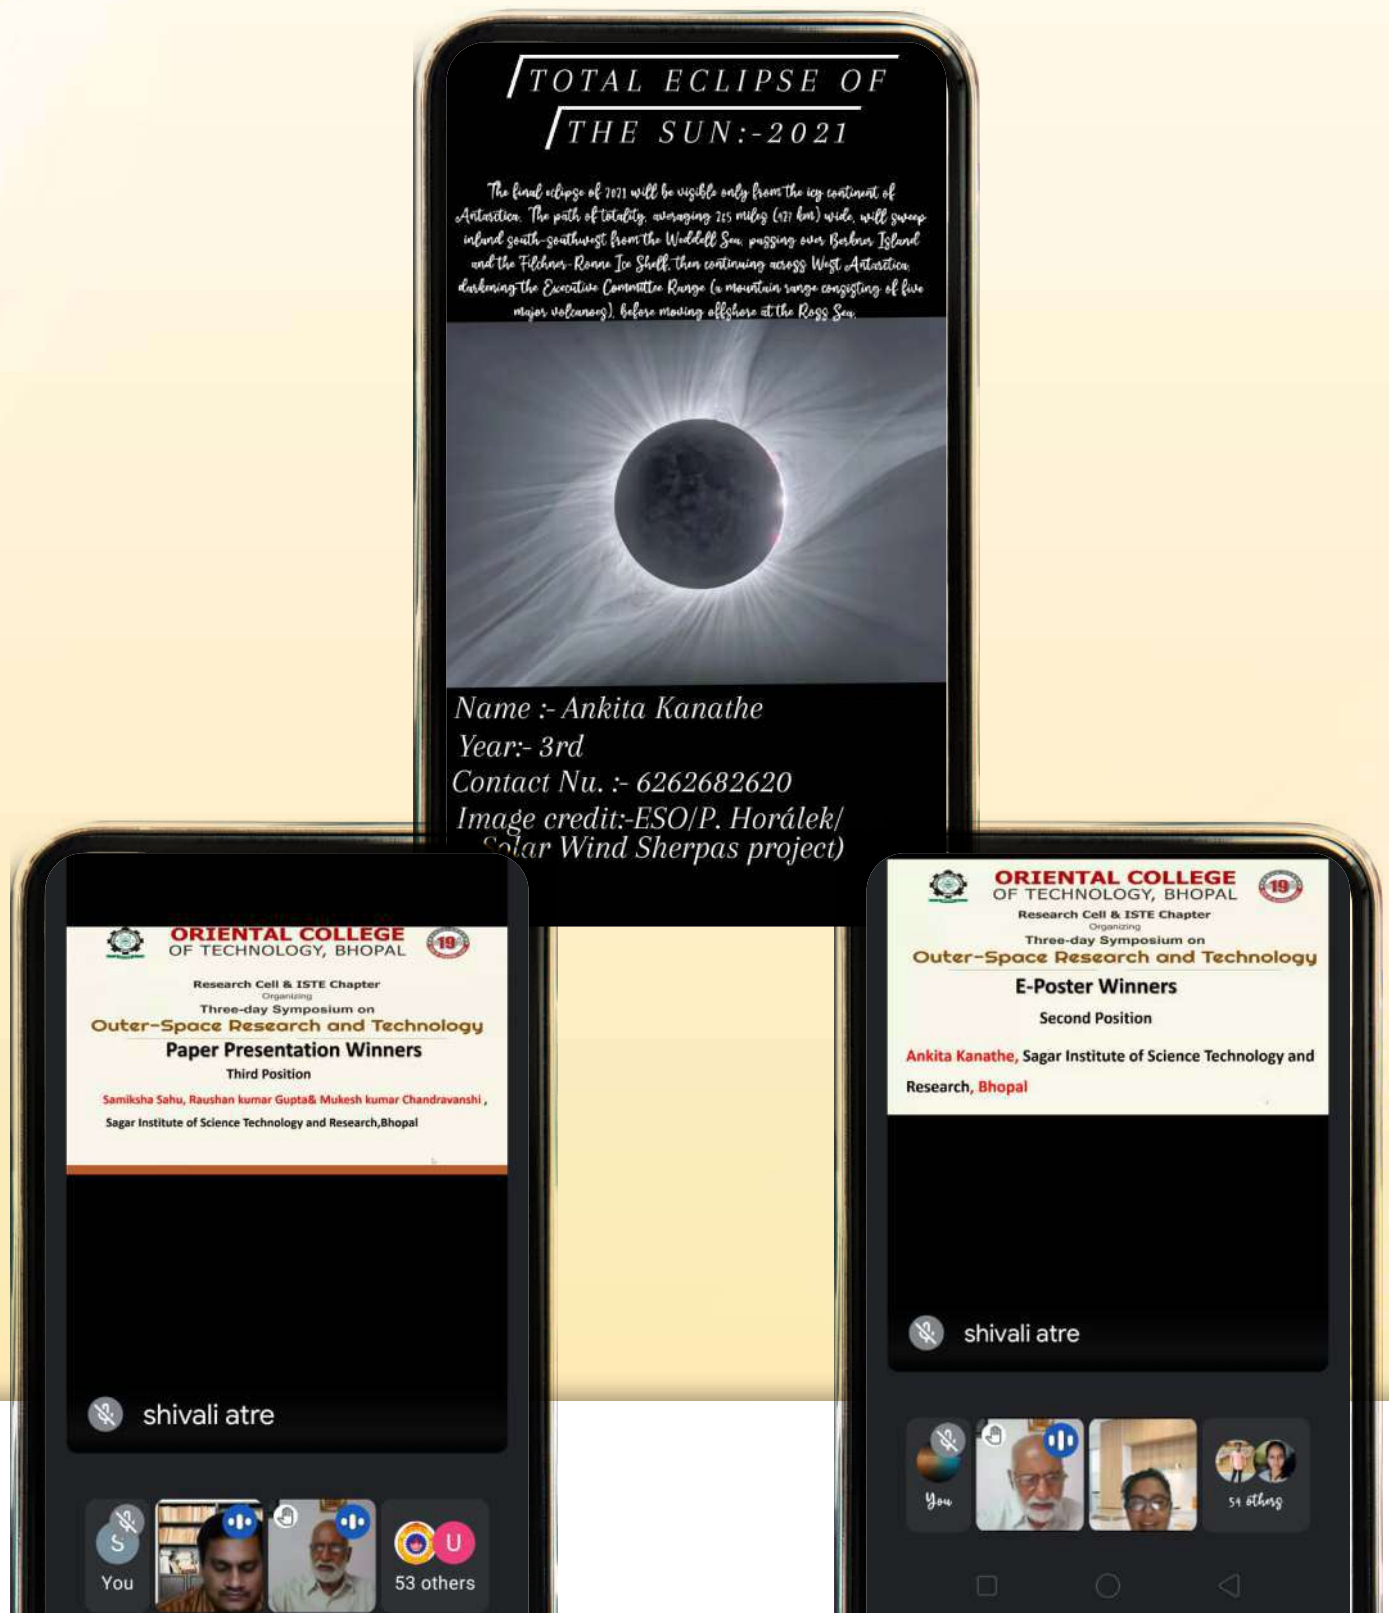 TOTAL ECLIPSE OF
THE SUN:-2021
The final eclipse of 2021 will be visible only from the icy continent of
Antarctica. The path of totality, averaging 265 miles (427 km) wide, will sweep
inland south-southwest from the Weddell Sea, passing over Berkner Island
and the Filchner-Ronne Ice Shelf, then continuing across West Antarctica,
darkening the Executive Committee Range (a mountain range consisting of five
major volcanoes), before moving offshore at the Ross Sea.
Name :- Ankita Kanathe
Year:- 3rd
Contact Nu. :- 6262682620
Image credit:-ESO/P. Horálek/
Solar Wind Sherpas project)
ORIENTAL COLLEGE
OF TECHNOLOGY, BHOPAL
19
Research Cell & ISTE Chapter
Organizing
Three-day Symposium on
Outer-Space Research and Technology
Paper Presentation Winners
Third Position
Samiksha Sahu, Raushan kumar Gupta& Mukesh kumar Chandravanshi ,
Sagar Institute of Science Technology and Research,Bhopal
shivali atre
S
You
U
53 others
ORIENTAL COLLEGE
OF TECHNOLOGY, BHOPAL
19
Research Cell & ISTE Chapter
Organizing
Three-day Symposium on
Outer-Space Research and Technology
E-Poster Winners
Second Position
Ankita Kanathe, Sagar Institute of Science Technology and
Research, Bhopal
shivali atre
You
54 others